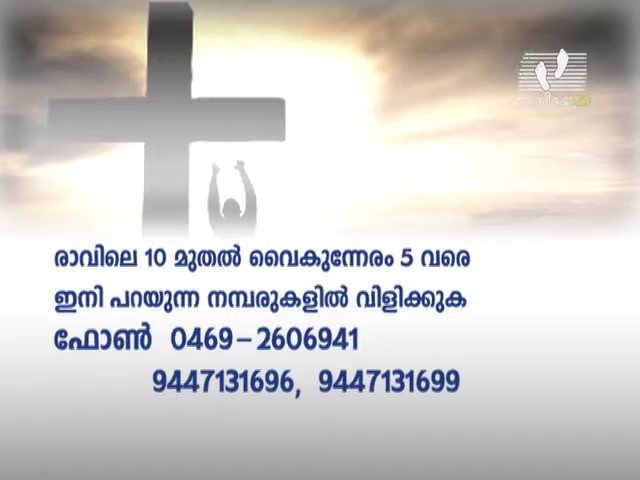 രാവിലെ 10 മുതൽ വൈകുന്നേരം 5 വരെ
ഇനി പറയുന്ന നമ്പരുകളിൽ വിളിക്കുക
ഫോൺ 0469-2606941
9447131696, 9447131699